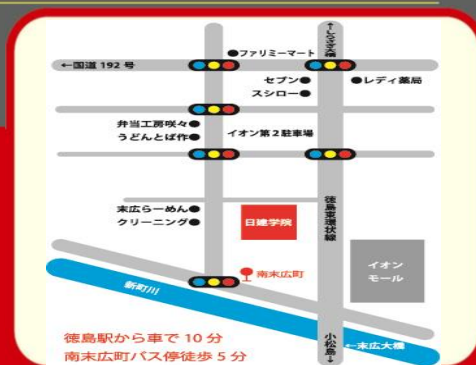 ←しらさぎ大橋
ファミリーマート
←国道 192 号
セブン
スシロー
レディ薬局
弁当工房咲々
うどんとば作
イオン第2駐車場
徳島東環状線
末広らーめん
クリーニング
日建学院
イオン
モール
南末広町
新町川
小松島→
←末広大橋
徳島駅から車で 10 分
南末広町バス停徒歩 5 分